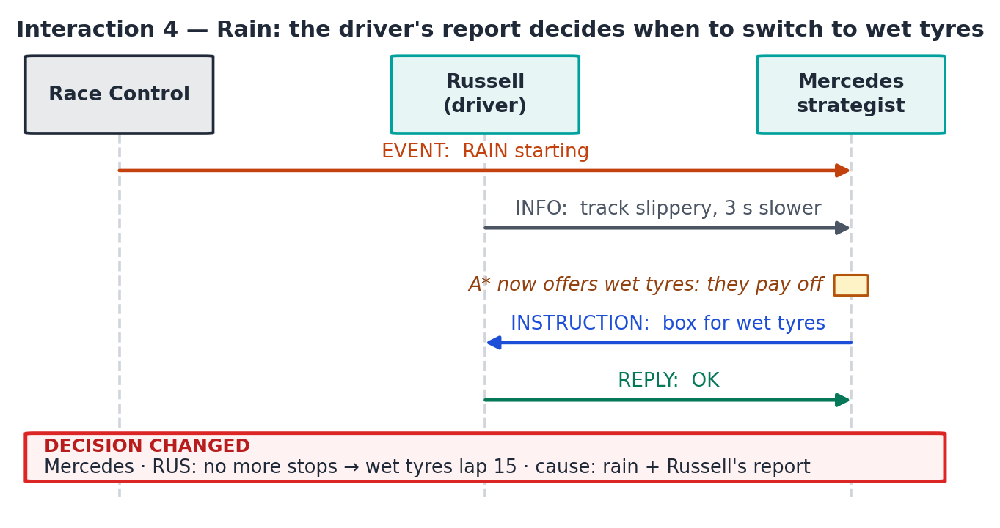 Interaction 4 — Rain: the driver's report decides when to switch to wet tyres
Race Control
Russell
(driver)
Mercedes
strategist
EVENT:  RAIN starting
INFO:  track slippery, 3 s slower
A* now offers wet tyres: they pay off
INSTRUCTION:  box for wet tyres
REPLY:  OK
DECISION CHANGED
Mercedes · RUS: no more stops → wet tyres lap 15 · cause: rain + Russell's report